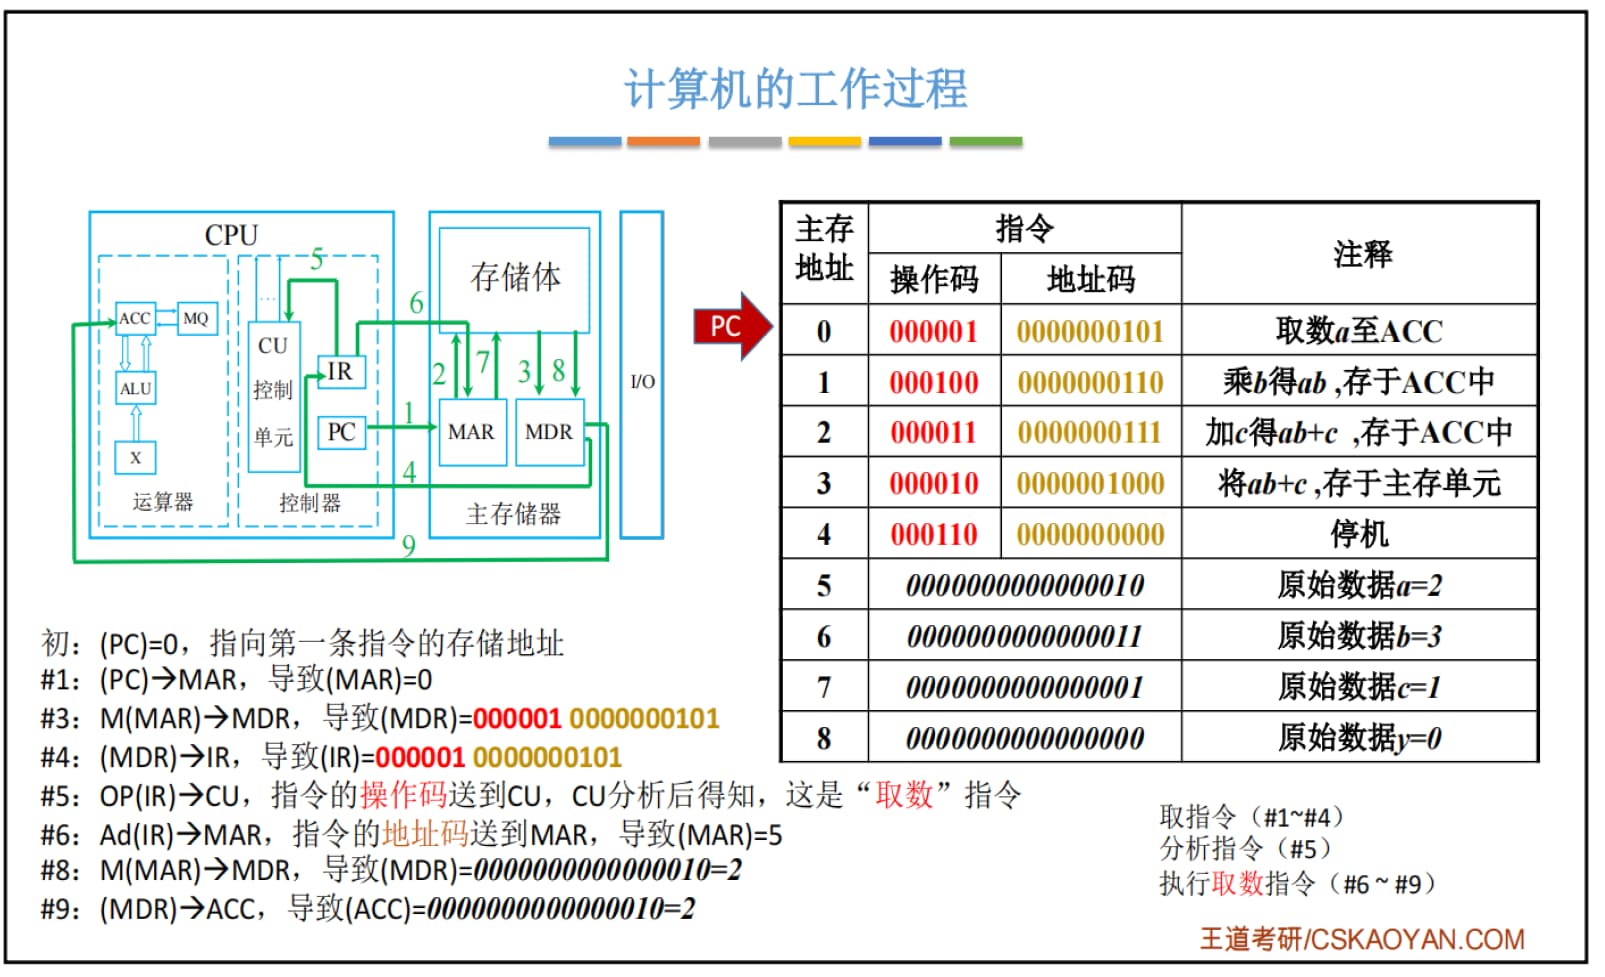 计算机的工作过程
CPU
ACC
MQ
ALU
X
运算器
5
...
CU
控制
单元
IR
PC
控制器
6
1
4
9
存储体
2
7
3
8
MAR
MDR
主存储器
I/O
PC
主存地址 指令 注释
操作码 地址码
0 000001 0000000101 取数a至ACC
1 000100 0000000110 乘b得ab ,存于ACC中
2 000011 0000000111 加c得ab+c ,存于ACC中
3 000010 0000001000 将ab+c ,存于主存单元
4 000110 0000000000 停机
5 0000000000000010 原始数据a=2
6 0000000000000011 原始数据b=3
7 0000000000000001 原始数据c=1
8 0000000000000000 原始数据y=0
初：(PC)=0，指向第一条指令的存储地址
#1：(PC)→MAR，导致(MAR)=0
#3：M(MAR)→MDR，导致(MDR)=000001 0000000101
#4：(MDR)→IR，导致(IR)=000001 0000000101
#5：OP(IR)→CU，指令的操作码送到CU，CU分析后得知，这是“取数”指令
#6：Ad(IR)→MAR，指令的地址码送到MAR，导致(MAR)=5
#8：M(MAR)→MDR，导致(MDR)=0000000000000010=2
#9：(MDR)→ACC，导致(ACC)=0000000000000010=2
取指令（#1~#4）
分析指令（#5）
执行取数指令（#6 ~ #9）
王道考研/CSKAOYAN.COM